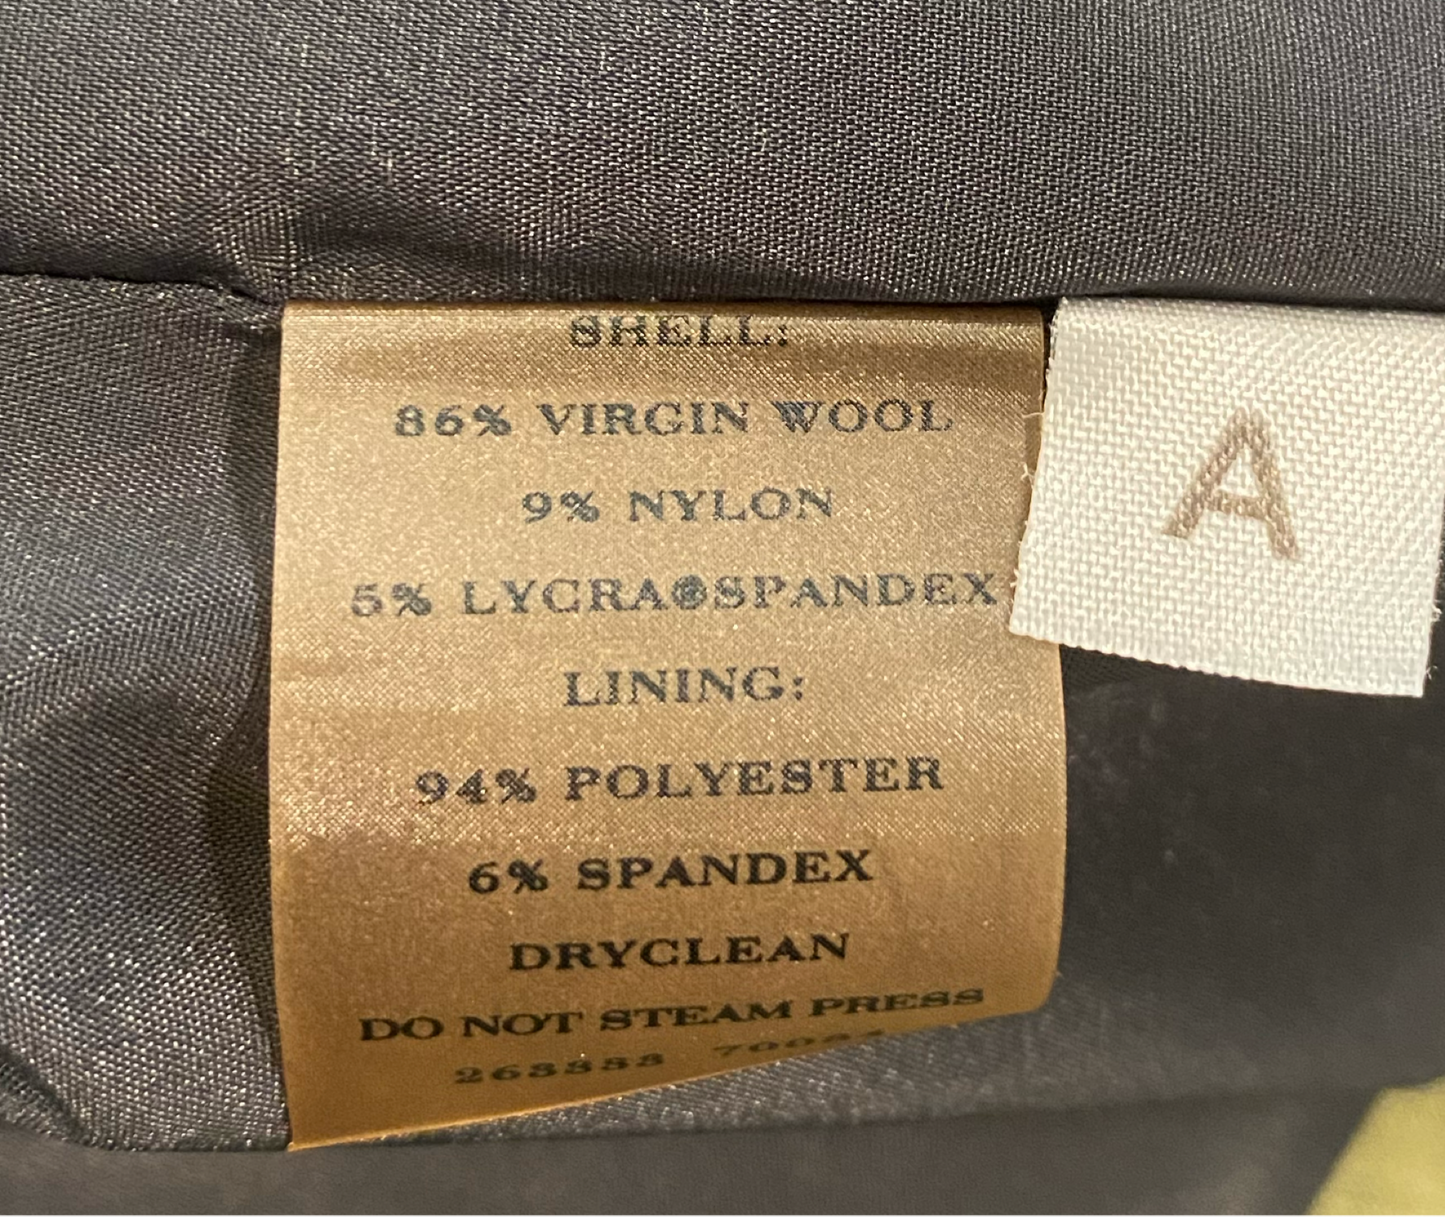 SHELL:
86% VIRGIN WOOL
9% NYLON
5% LYCRA®SPANDEX
LINING:
94% POLYESTER
6% SPANDEX
DRYCLEAN
DO NOT STEAM PRESS
A